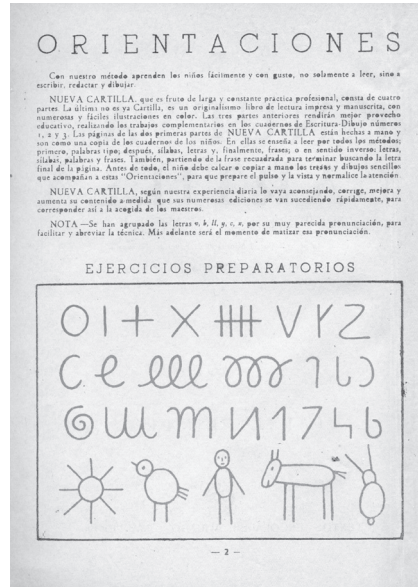 ORIENTACIONES
Con nuestro método aprenden los niños fácilmente y con gusto, no solamente a leer, sino a
escribir, redactar y dibujar.
NUEVA CARTILLA, que es fruto de larga y constante practica profesional, consta de cuatro
partes La última no es ya Cartilla, es un originalísimo libro de lectura impresa y manuscrita, con
numerosas y fáciles ilustraciones en color. Las tres partes anteriores rendirán mejor provecho
educativo, realizando los trabajos complementarios en los cuadernos de Escritura-Dibujo números
1, 2 y 3. Las páginas de las dos primeras partes de NUEVA CARTILLA están hechas a mano y
son como una copia de los cuadernos de los niños. En ellas se enseña a leer por todos los métodos;
primero, palabras tipo; después, sílabas, letras y, finalmente, frases; o en sentido inverso: letras,
sílabas, palabras y frases. También, partiendo de la frase recuadrada para terminar buscando la letra
final de la página. Antes de todo, el niño debe calcar o copiar a mano los trazos y dibujos sencillos
que acompañan a estas "Orientaciones", para que prepare el pulso y la vista y normalice la atención.
NUEVA CARTILLA, según nuestra experiencia diaria lo vaya aconsejando, corrige, mejora y
aumenta su contenido a medida que sus numerosas ediciones se van sucediendo rápidamente, para
corresponder así a la acogida de los maestros.
NOTA.—Se han agrupado las letras v, b, ll, y, c, z, por su muy parecida pronunciación, para
facilitar y abreviar la técnica. Más adelante será el momento de matizar esa pronunciación.
EJERCICIOS PREPARATORIOS
— 2 —